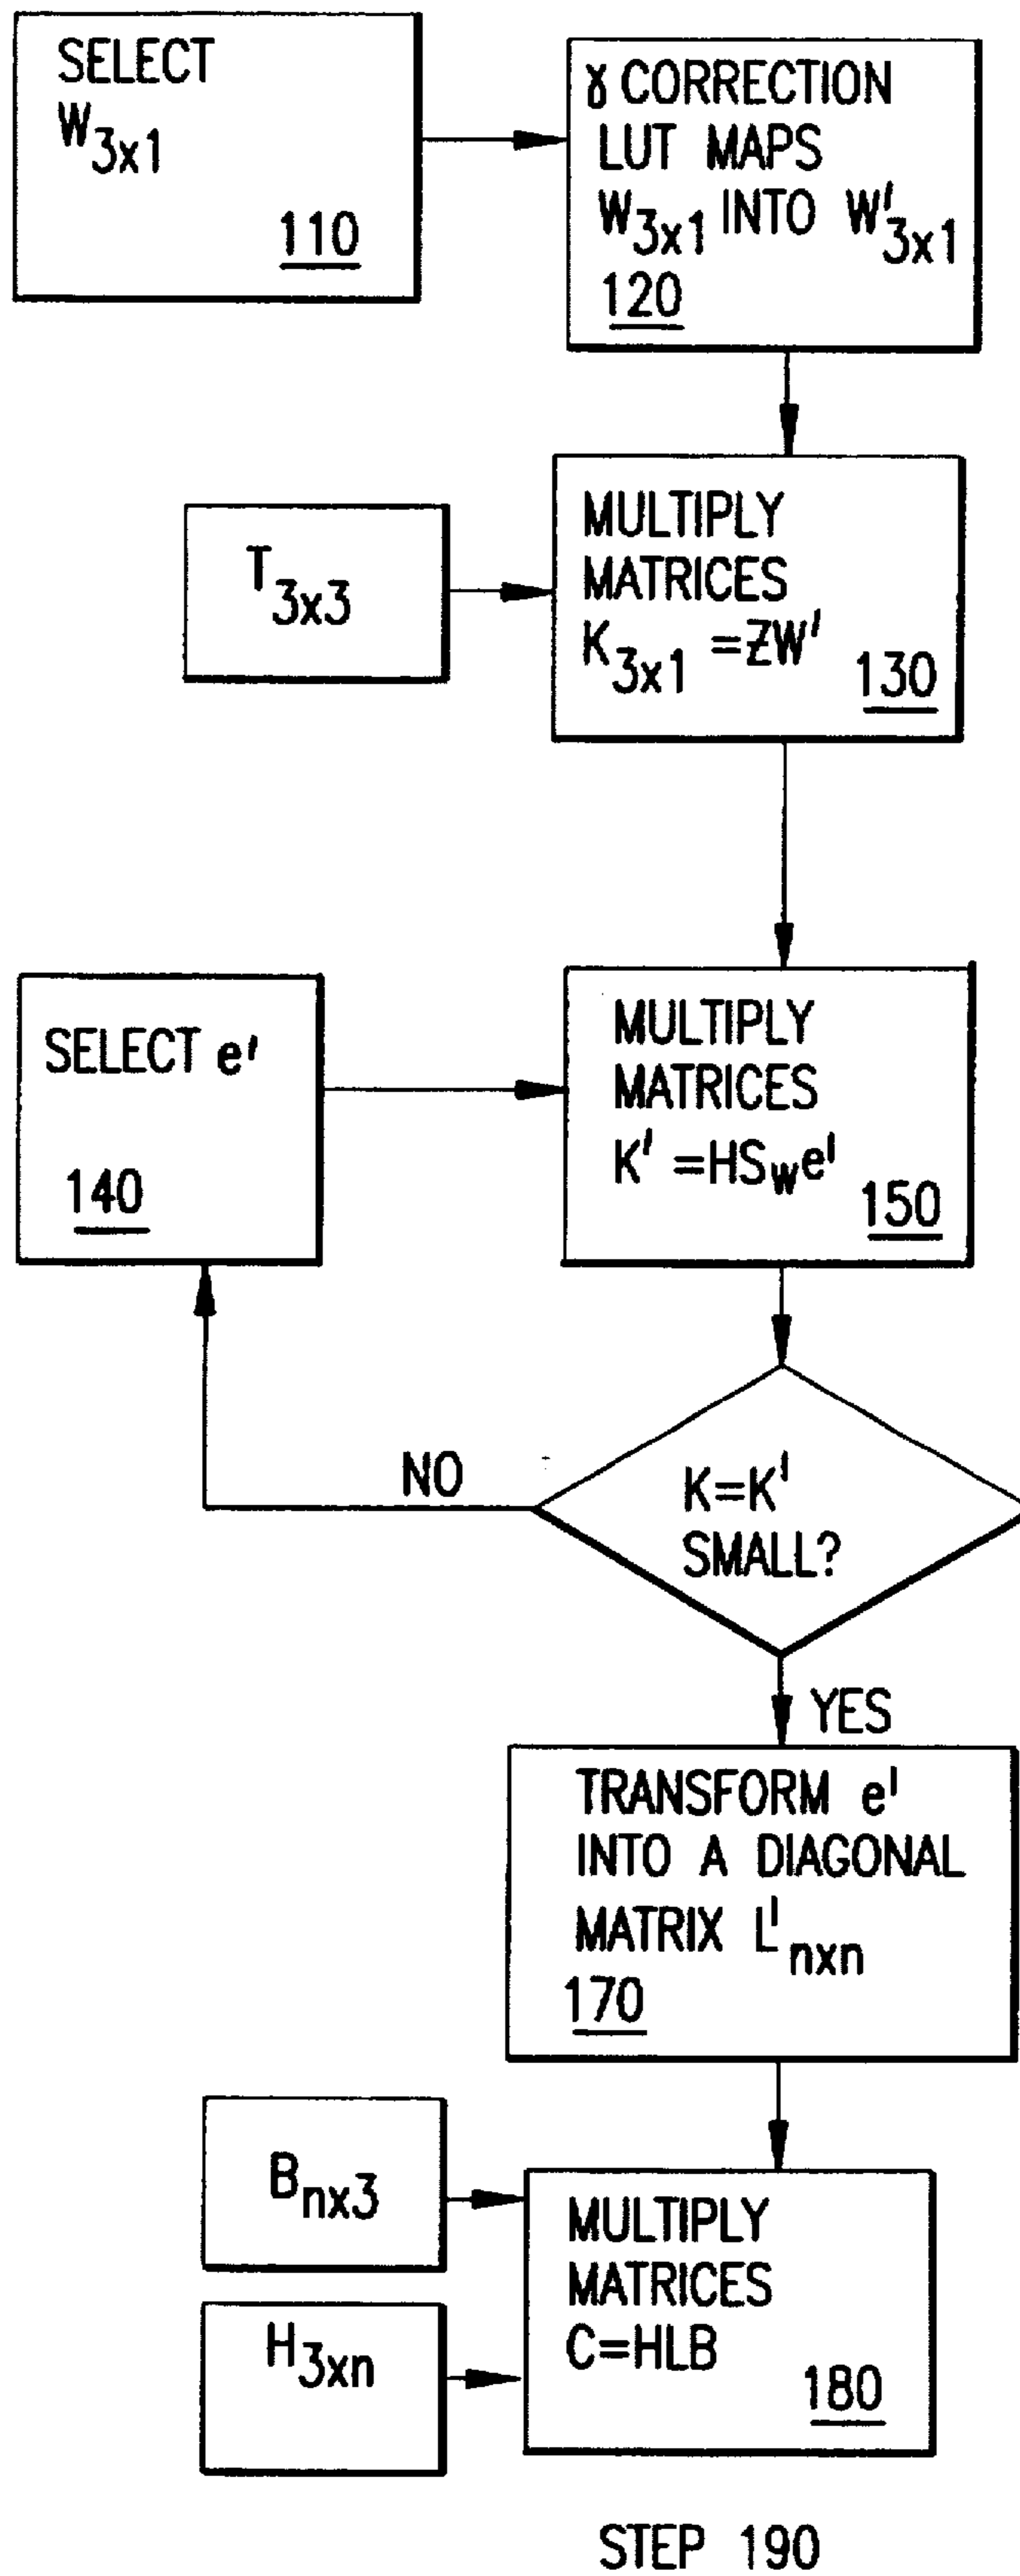 SELECT
W3x1
110
γ CORRECTION
LUT MAPS
W3x1 INTO W'3x1
120
T3x3
MULTIPLY
MATRICES
K3x1 =ZW'
130
SELECT e'
140
MULTIPLY
MATRICES
K' =HSwe'
150
NO
K=K'
SMALL?
YES
TRANSFORM e'
INTO A DIAGONAL
MATRIX L'nxn
170
Bnx3
H3xn
MULTIPLY
MATRICES
C=HLB
180
STEP 190